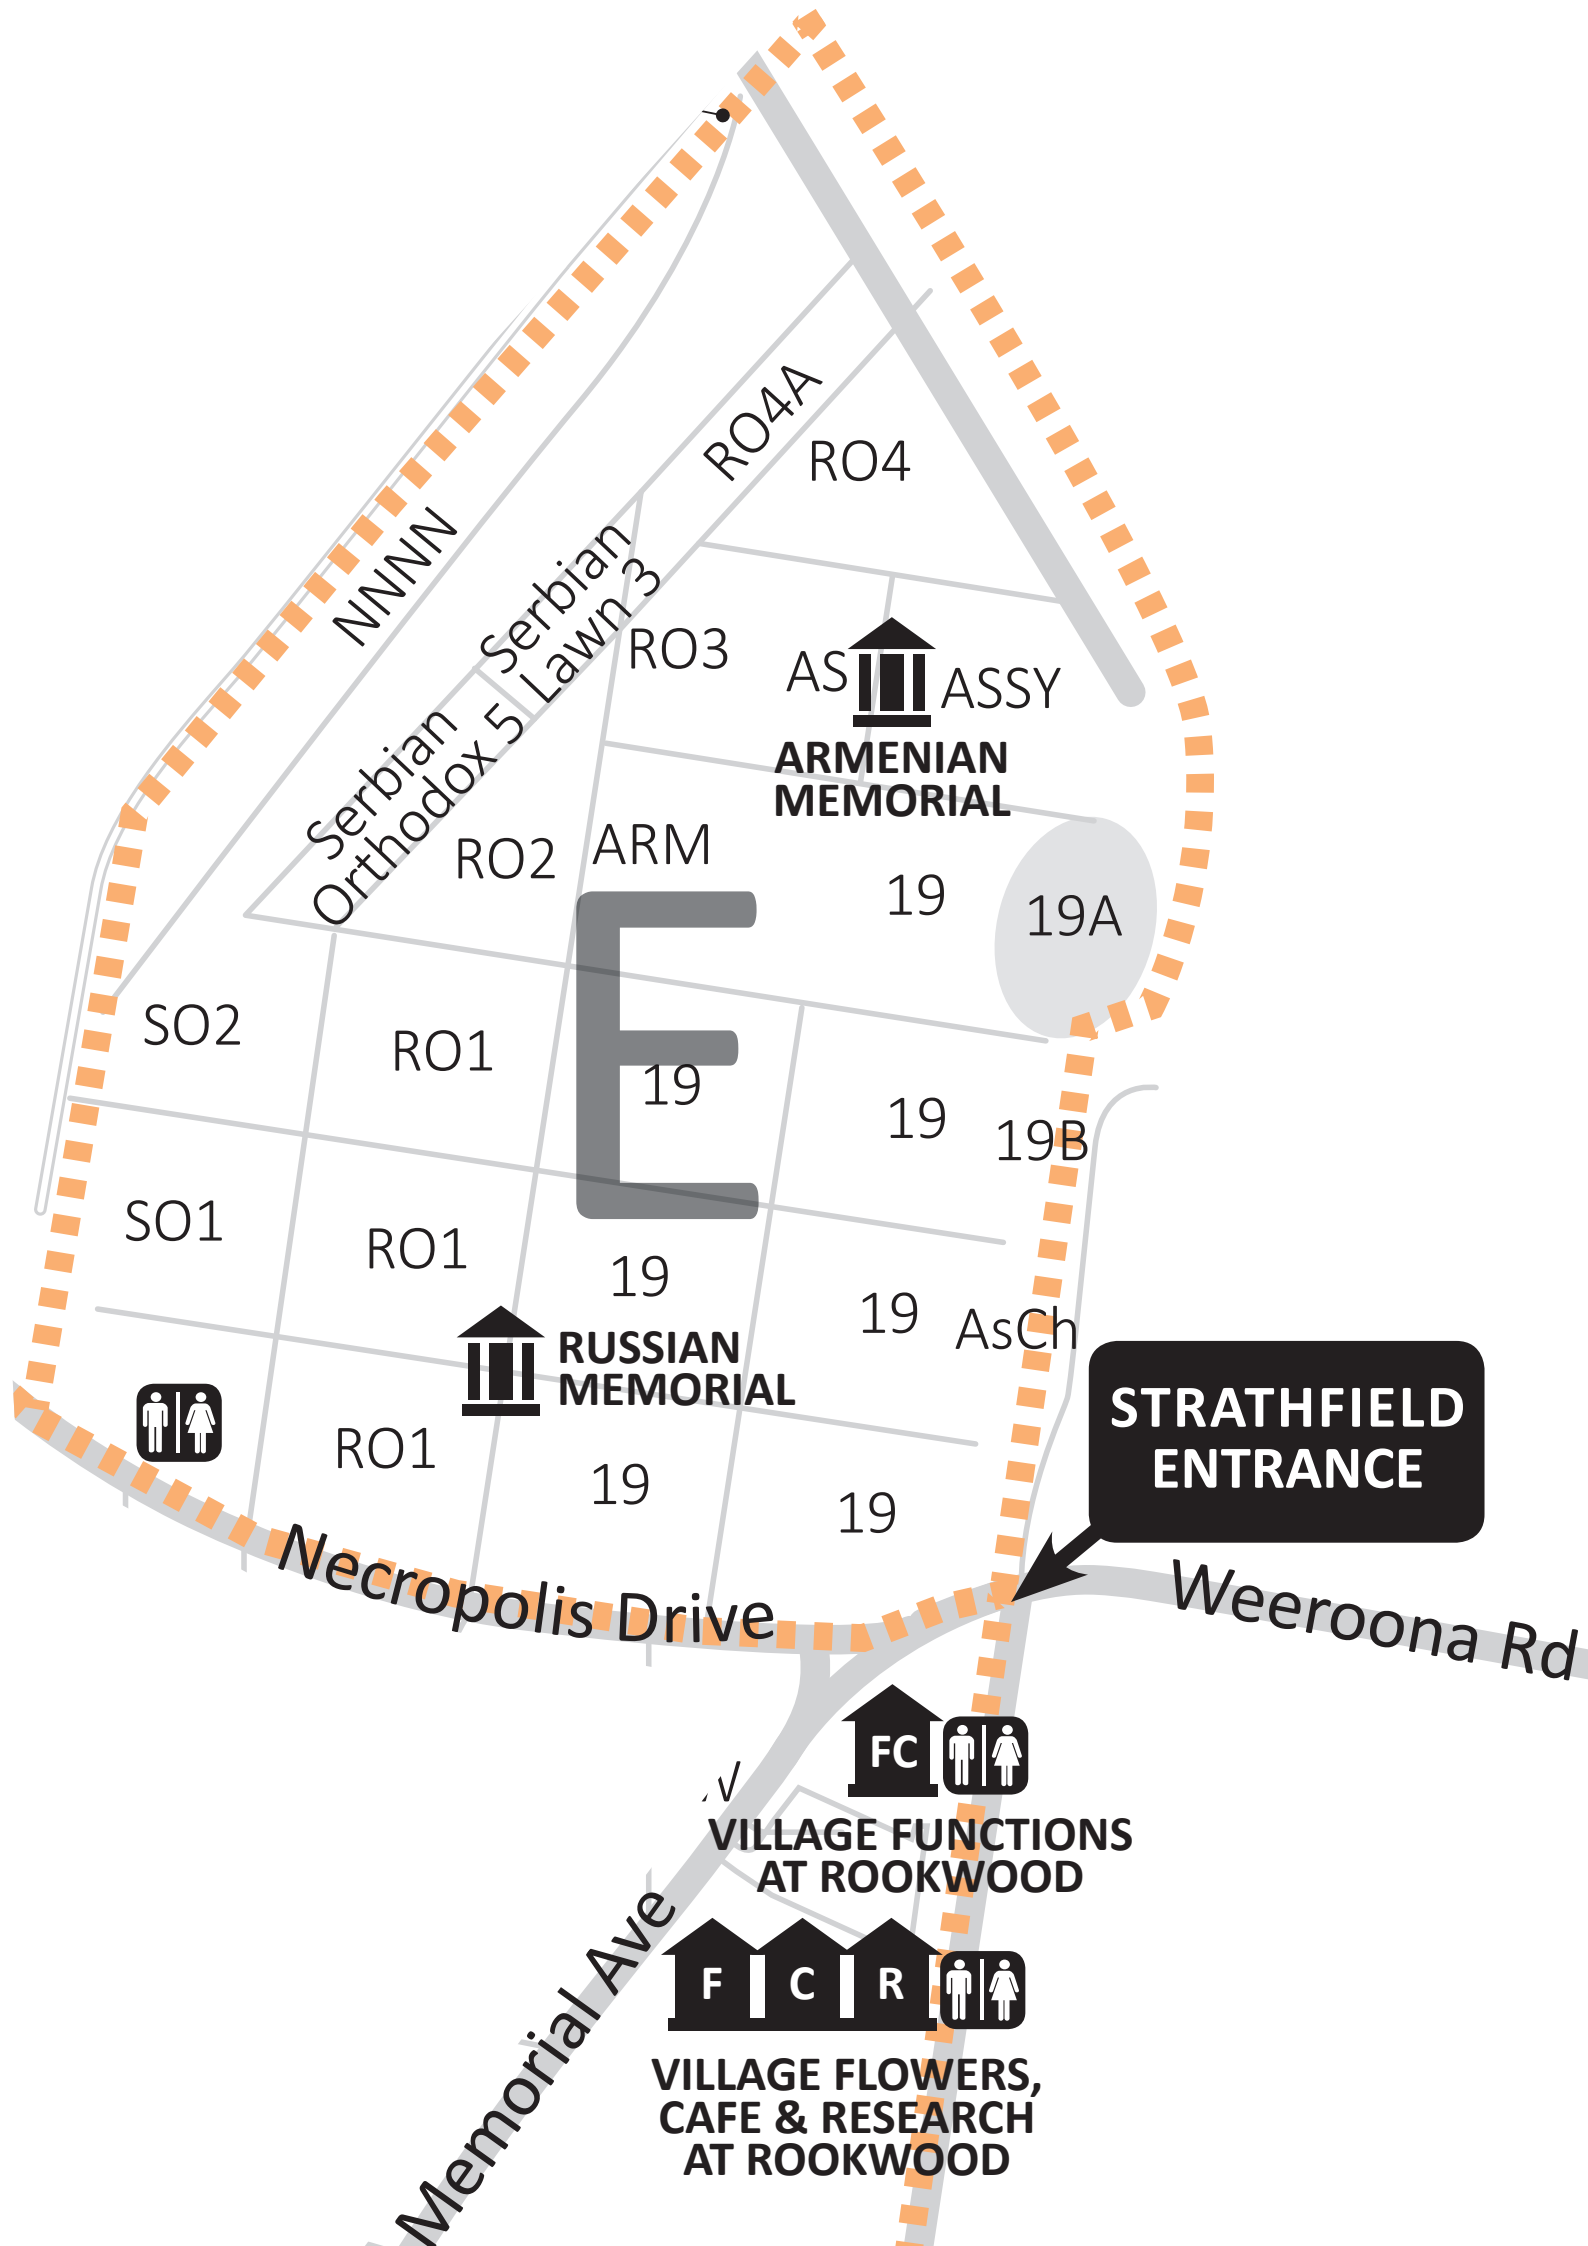 RO4A
RO4
NNNN
Serbian
Lawn 3
RO3
AS
ASSY
ARMENIAN
MEMORIAL
Serbian
Orthodox 5
RO2
ARM
19
19A
E
SO2
RO1
19
19
19B
SO1
RO1
19
19
AsCh
RUSSIAN
MEMORIAL
STRATHFIELD
ENTRANCE
RO1
19
19
Necropolis Drive
Weeroona Rd
FC
VILLAGE FUNCTIONS
AT ROOKWOOD
Memorial Ave
F C R
VILLAGE FLOWERS,
CAFE & RESEARCH
AT ROOKWOOD